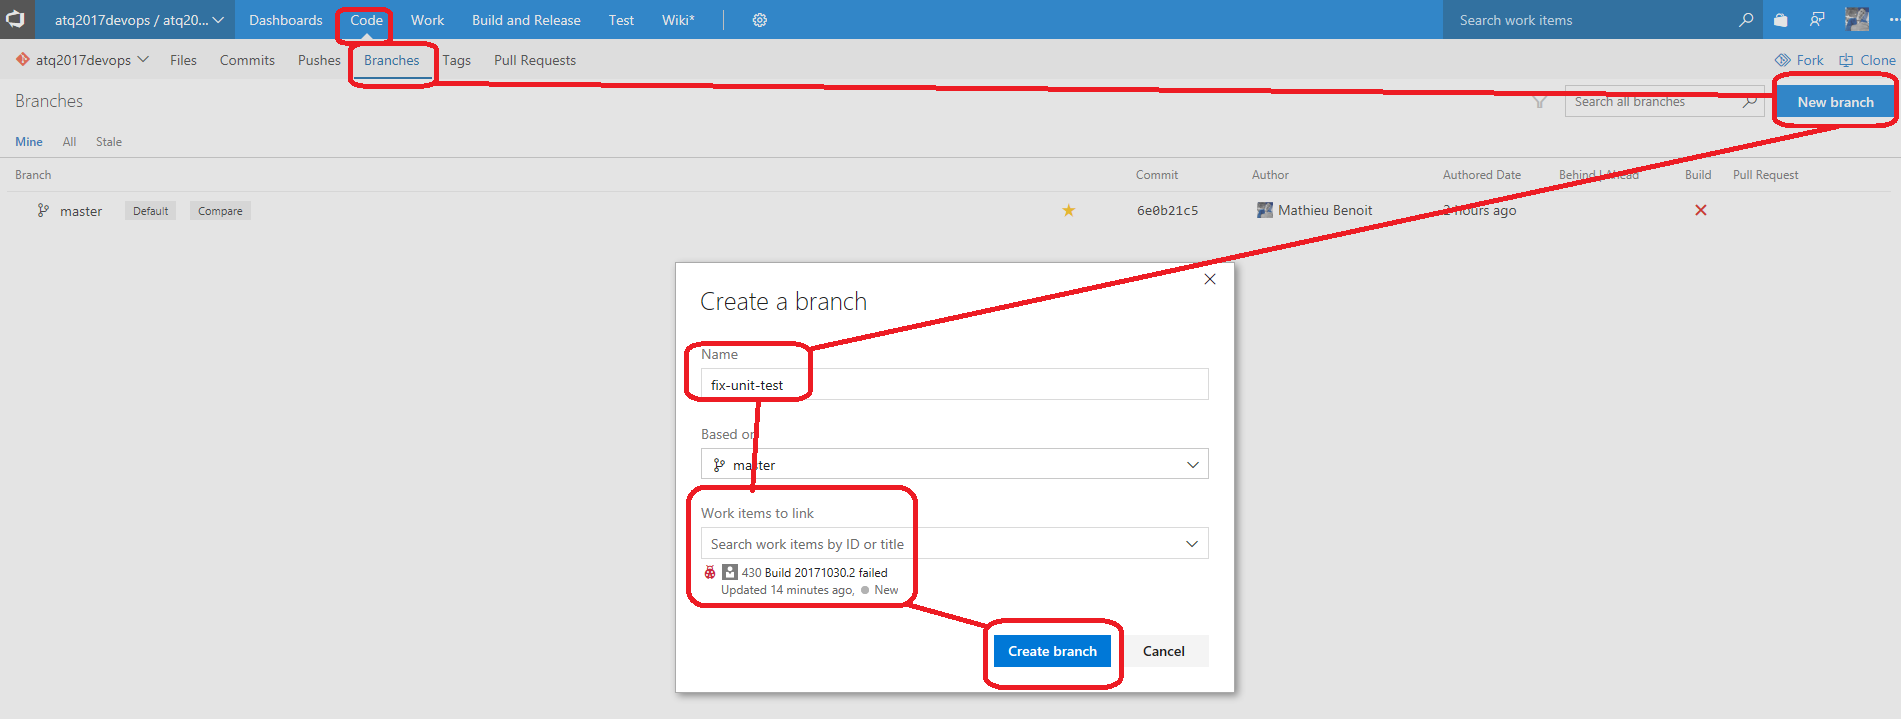 atq2017devops / atq20... Dashboards Code Work Build and Release Test Wiki* Search work items ...
atq2017devops Files Commits Pushes Branches Tags Pull Requests Fork Clone
Branches Search all branches New branch
Mine All Stale
Branch Commit Author Authored Date Behind | Ahead Build Pull Request
master Default Compare 6e0b21c5 Mathieu Benoit 2 hours ago
Create a branch
Name
fix-unit-test
Based on
master
Work items to link
Search work items by ID or title
430 Build 20171030.2 failed
Updated 14 minutes ago, New
Create branch Cancel